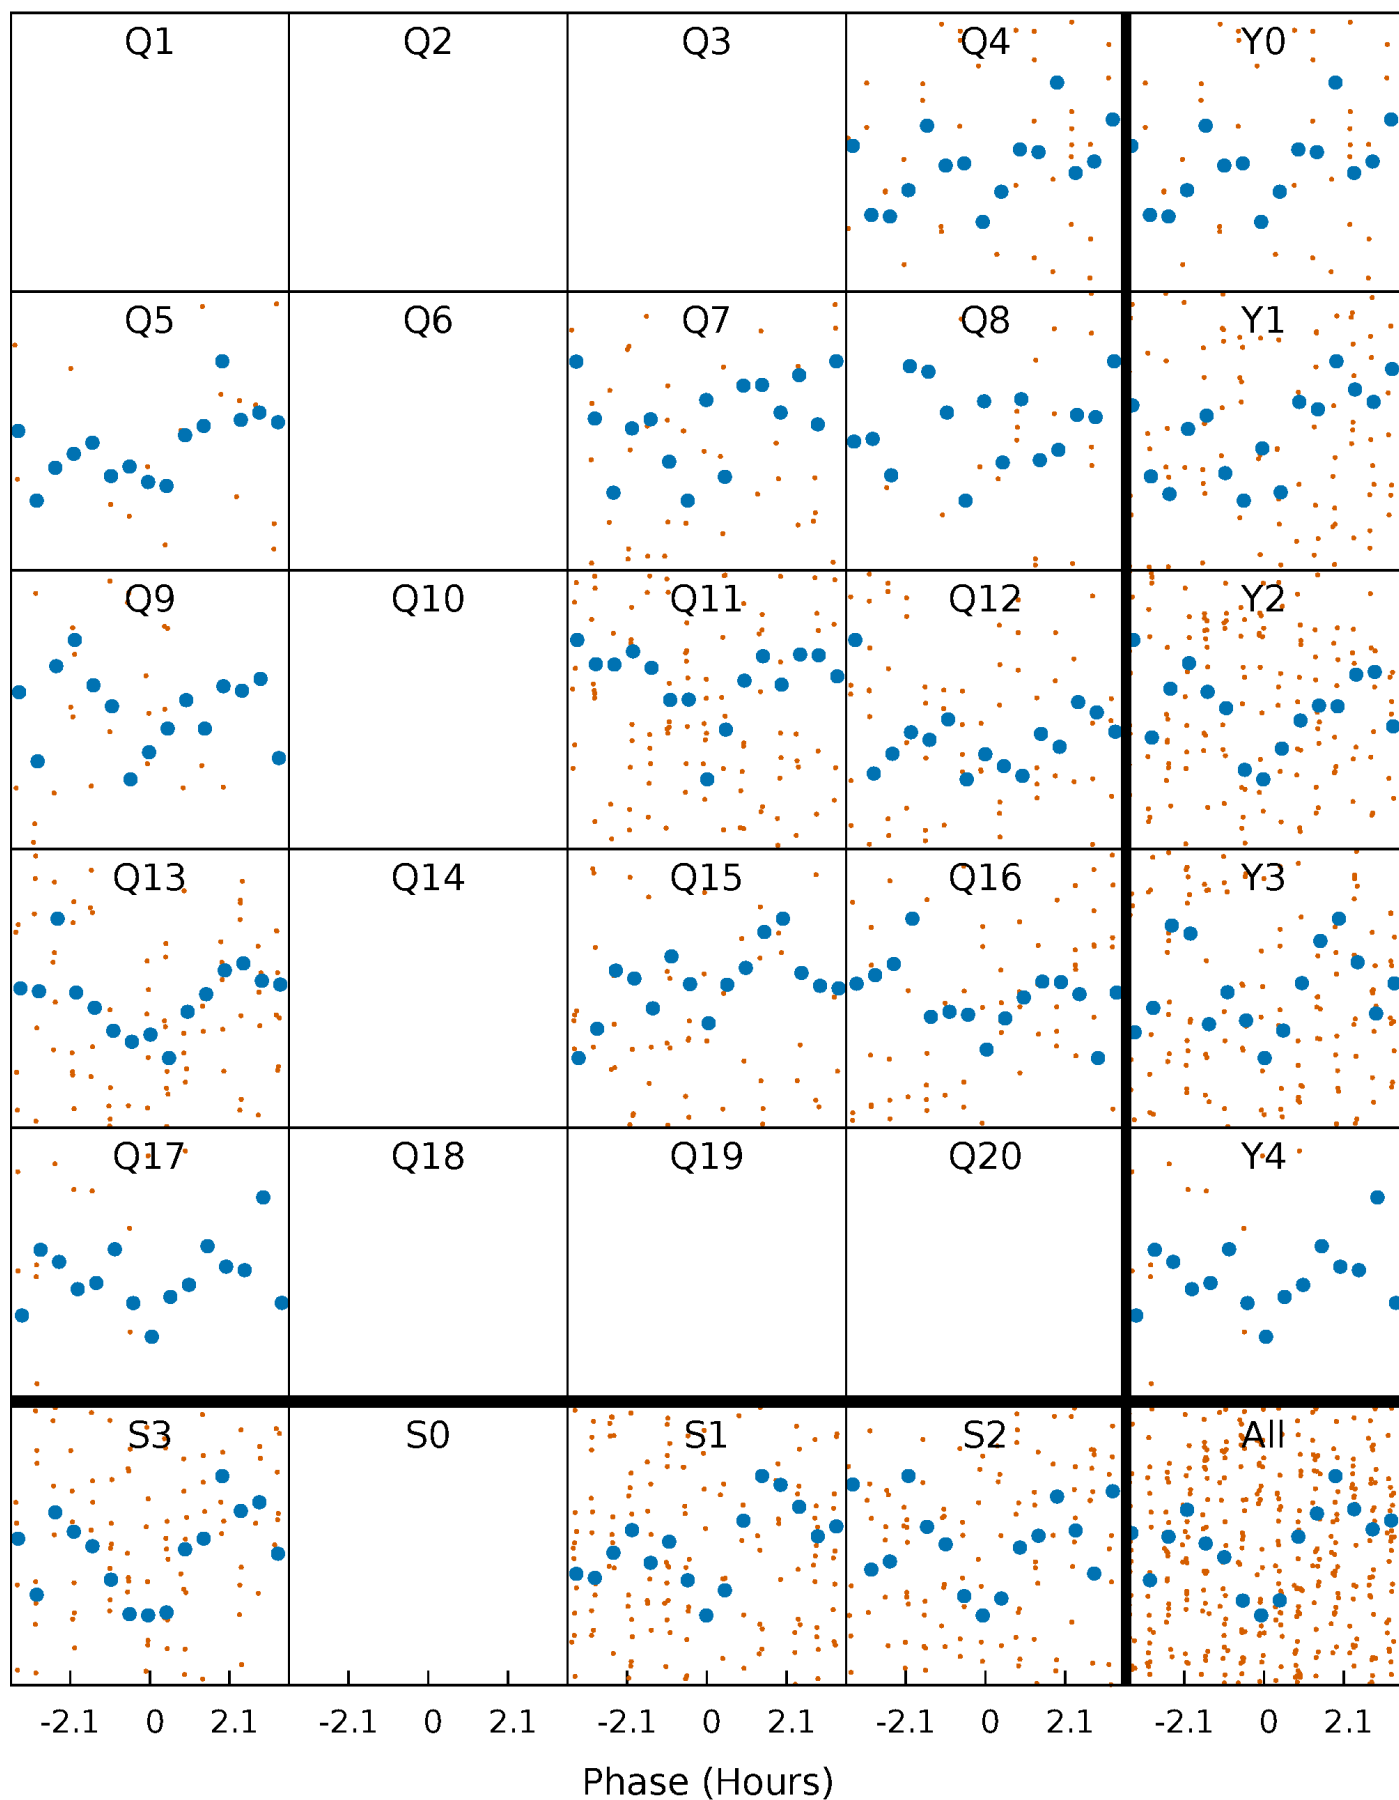 Q1 Q2 Q3 Q4 Y0
Q5 Q6 Q7 Q8 Y1
Q9 Q10 Q11 Q12 Y2
Q13 Q14 Q15 Q16 Y3
Q17 Q18 Q19 Q20 Y4
S3 S0 S1 S2 All
-2.1 0 2.1 -2.1 0 2.1 -2.1 0 2.1 -2.1 0 2.1 -2.1 0 2.1
Phase (Hours)